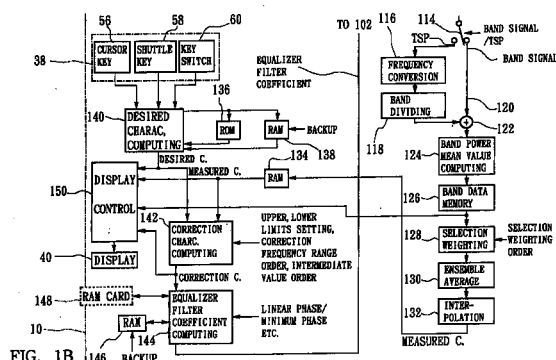 56
58
60
38
CURSOR
KEY
SHUTTLE
KEY
KEY
SWITCH
TO 102
EQUALIZER
FILTER
COEFFICIENT
114
TSP
BAND SIGNAL
/TSP
BAND SIGNAL
116
FREQUENCY
CONVERSION
BAND
DIVIDING
118
120
122
136
140
DESIRED
CHARAC.
COMPUTING
ROM
RAM
BACKUP
138
134
RAM
DESIRED C.
MEASURED C.
124
BAND POWER
MEAN VALUE
COMPUTING
126
BAND DATA
MEMORY
150
DISPLAY
CONTROL
142
CORRECTION
CHARAC.
COMPUTING
UPPER, LOWER
LIMITS SETTING,
CORRECTION
FREQUENCY RANGE
ORDER, INTERMEDIATE
VALUE ORDER
128
SELECTION
WEIGHTING
SELECTION
WEIGHTING
ORDER
40
DISPLAY
CORRECTION C.
130
ENSEMBLE
AVERAGE
148
RAM CARD
10
EQUALIZER
FILTER
COEFFICIENT
COMPUTING
144
LINEAR PHASE/
MINIMUM PHASE
ETC.
132
INTER-
POLATION
MEASURED C.
RAM
146
BACKUP
FIG. 1B